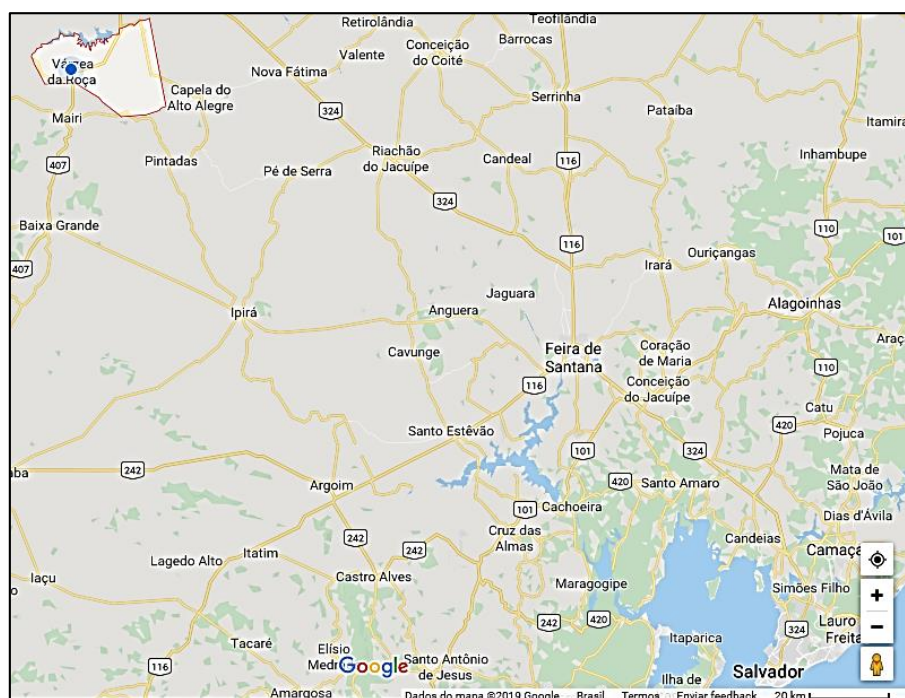 Retirolândia
Teofilândia
Conceição
do Coité
Barrocas
Valente
Várzea
da Roça
Nova Fátima
Capela do
Alto Alegre
Serrinha
324
Pataíba
Itamira
Mairi
Riachão
do Jacuípe
Candeal
116
Inhambupe
407
Pintadas
Pé de Serra
324
Baixa Grande
116
110
101
Ouriçangas
407
Irará
Jaguara
Alagoinhas
Ipirá
Anguera
Cavunge
Feira de
Santana
Coração
de Maria
Araç
110
116
Conceição
do Jacuípe
Catu
Santo Estêvão
420
Pojuca
101
324
aba
242
Argoim
420
Santo Amaro
Mata de
São João
101
Cachoeira
Dias d'Ávila
Cruz das
Almas
Candeias
242
242
Camaça
Lagedo Alto
Itatim
Iaçu
o
Castro Alves
Maragogipe
Simões Filho
242
324
Lauro
Freita
Tacaré
420
Itaparica
Elísio
Medr
Google
116
Santo Antônio
de Jesus
Salvador
Amargosa
Ilha de
Dados do mapa ©2019 Google
Brasil
Termos
Enviar feedback
20 km